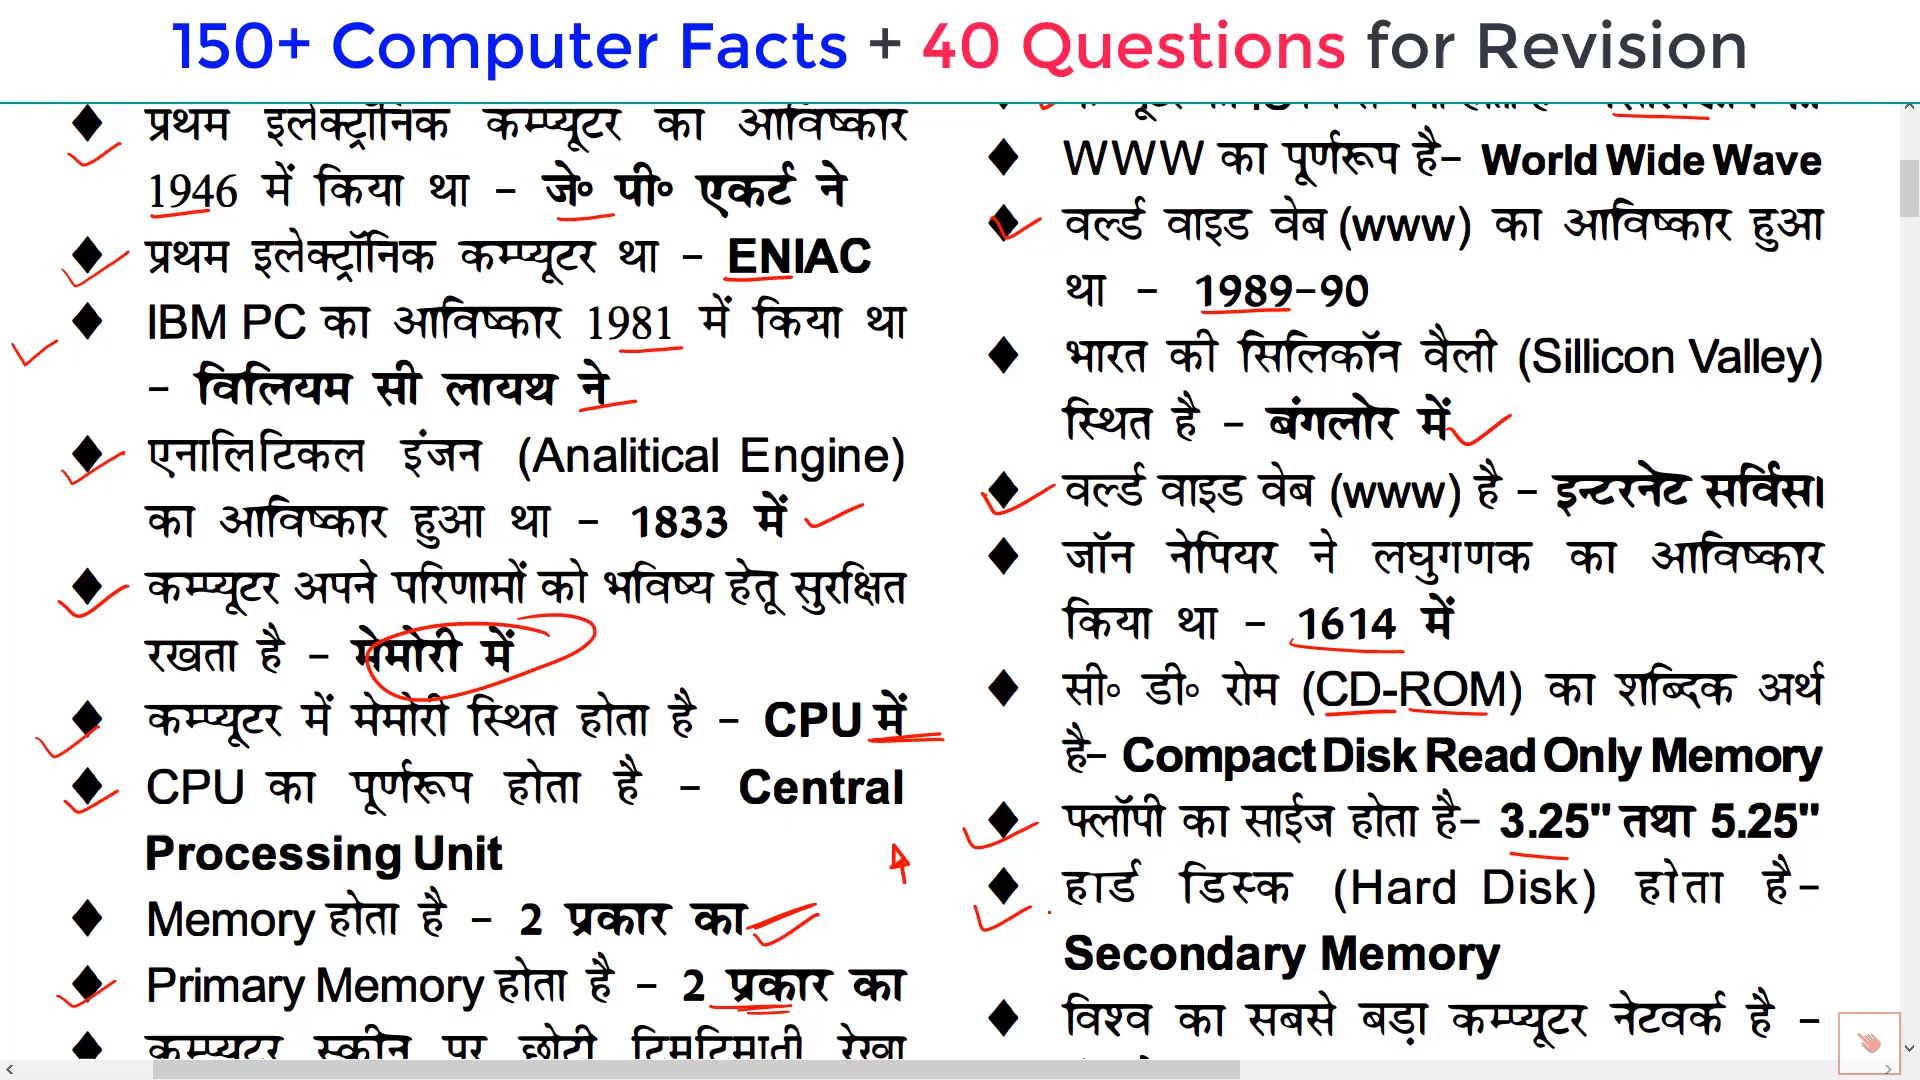 150+ Computer Facts + 40 Questions for Revision
प्रथम इलेक्ट्रॉनिक कम्प्यूटर का आविष्कार
1946 में किया था – जे॰ पी॰ एकर्ट ने
प्रथम इलेक्ट्रॉनिक कम्प्यूटर था – ENIAC
IBM PC का आविष्कार 1981 में किया था
– विलियम सी लायथ ने
एनालिटिकल इंजन (Analitical Engine)
का आविष्कार हुआ था – 1833 में
कम्प्यूटर अपने परिणामों को भविष्य हेतू सुरक्षित
रखता है – मेमोरी में
कम्प्यूटर में मेमोरी स्थित होता है – CPU में
CPU का पूर्णरूप होता है – Central
Processing Unit
Memory होता है – 2 प्रकार का
Primary Memory होता है – 2 प्रकार का
कम्प्यूटर स्क्रीन पर छोटी टिमटिमाती रेखा
WWW का पूर्णरूप है– World Wide Wave
वर्ल्ड वाइड वेब (www) का आविष्कार हुआ
था – 1989–90
भारत की सिलिकॉन वैली (Sillicon Valley)
स्थित है – बंगलोर में
वर्ल्ड वाइड वेब (www) है – इन्टरनेट सर्विस।
जॉन नेपियर ने लघुगणक का आविष्कार
किया था – 1614 में
सी॰ डी॰ रोम (CD-ROM) का शब्दिक अर्थ
है– Compact Disk Read Only Memory
फ्लॉपी का साईज होता है– 3.25" तथा 5.25"
हार्ड डिस्क (Hard Disk) होता है–
Secondary Memory
विश्व का सबसे बड़ा कम्प्यूटर नेटवर्क है –